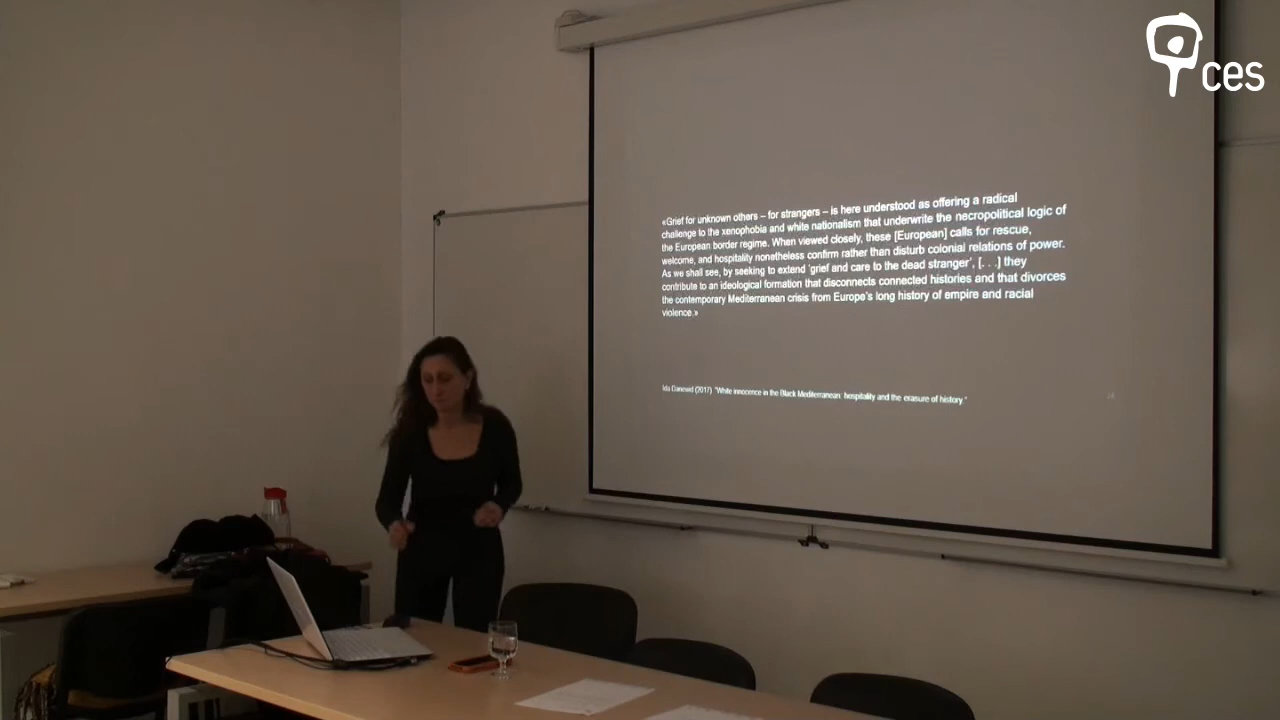 ces
«Grief for unknown others – for strangers – is here understood as offering a radical
challenge to the xenophobia and white nationalism that underwrite the necropolitical logic of
the European border regime. When viewed closely, these [European] calls for rescue,
welcome, and hospitality nonetheless confirm rather than disturb colonial relations of power.
As we shall see, by seeking to extend ‘grief and care to the dead stranger’, [. . .] they
contribute to an ideological formation that disconnects connected histories and that divorces
the contemporary Mediterranean crisis from Europe’s long history of empire and racial
violence.»
Ida Danewid (2017) "White innocence in the Black Mediterranean: hospitality and the erasure of history."